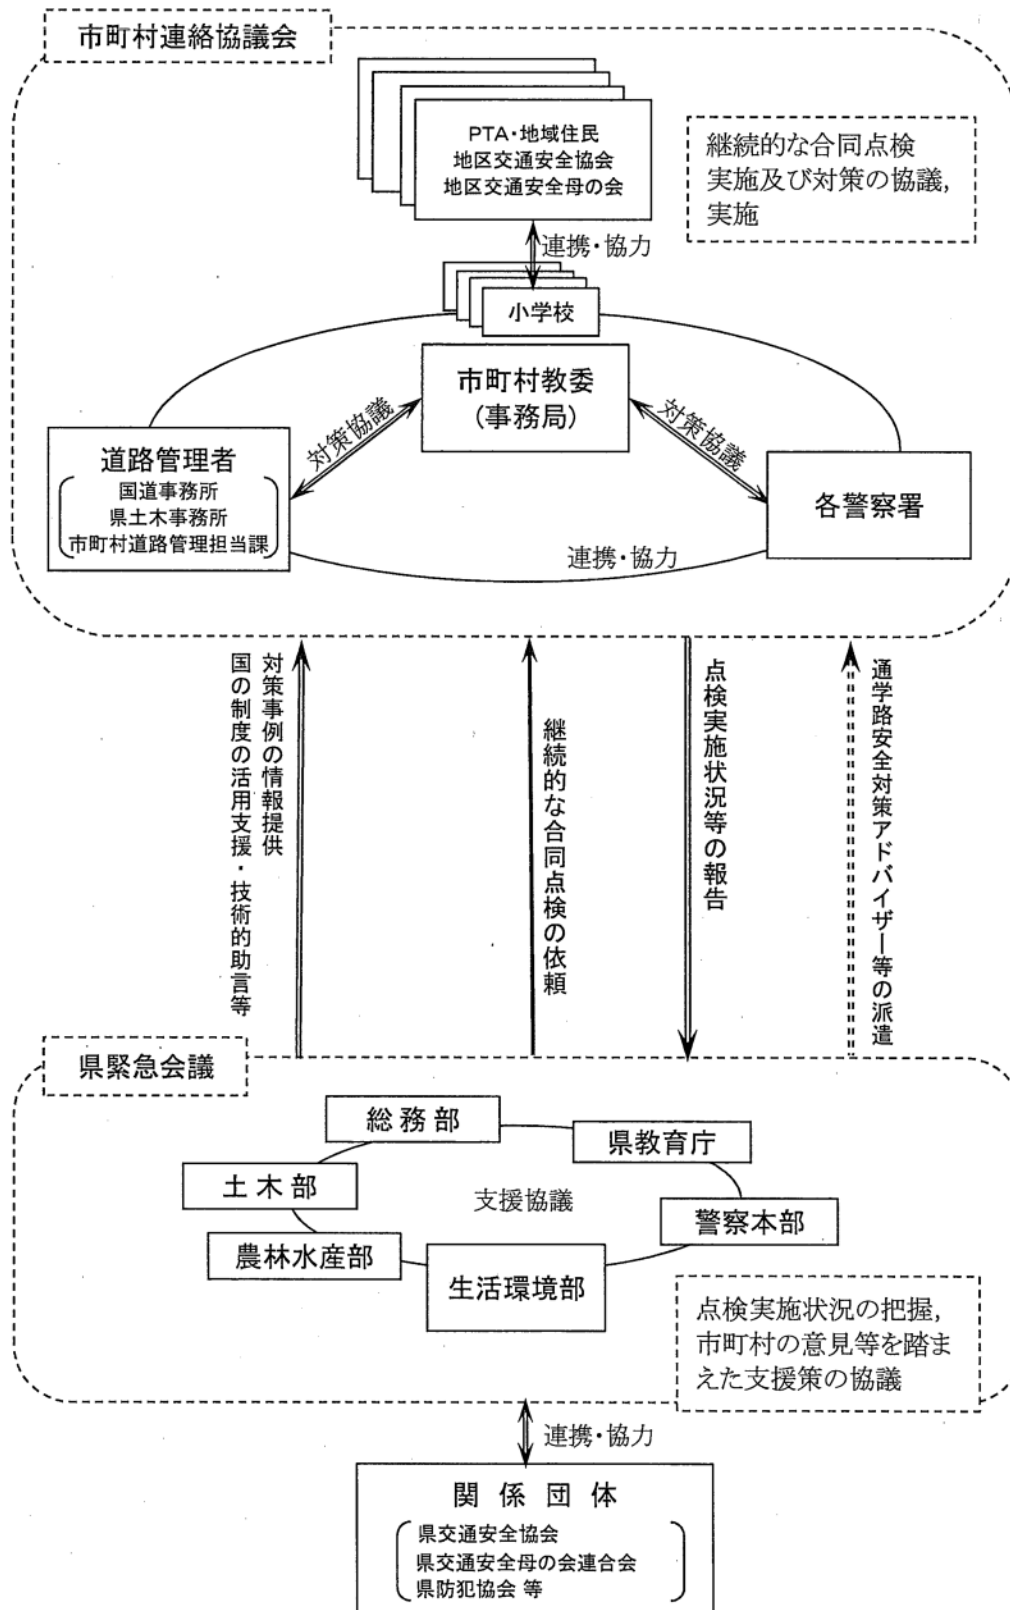 市町村連絡協議会
PTA・地域住民
地区交通安全協会
地区交通安全母の会
継続的な合同点検
実施及び対策の協議,
実施
連携・協力
小学校
市町村教委
(事務局)
対策協議
対策協議
道路管理者
国道事務所
県土木事務所
市町村道路管理担当課
各警察署
連携・協力
対策事例の情報提供
国の制度の活用支援・技術的助言等
継続的な合同点検の依頼
点検実施状況等の報告
通学路安全対策アドバイザー等の派遣
県緊急会議
総務部
県教育庁
土木部
支援協議
警察本部
農林水産部
生活環境部
点検実施状況の把握,
市町村の意見等を踏ま
えた支援策の協議
連携・協力
関係団体
県交通安全協会
県交通安全母の会連合会
県防犯協会 等